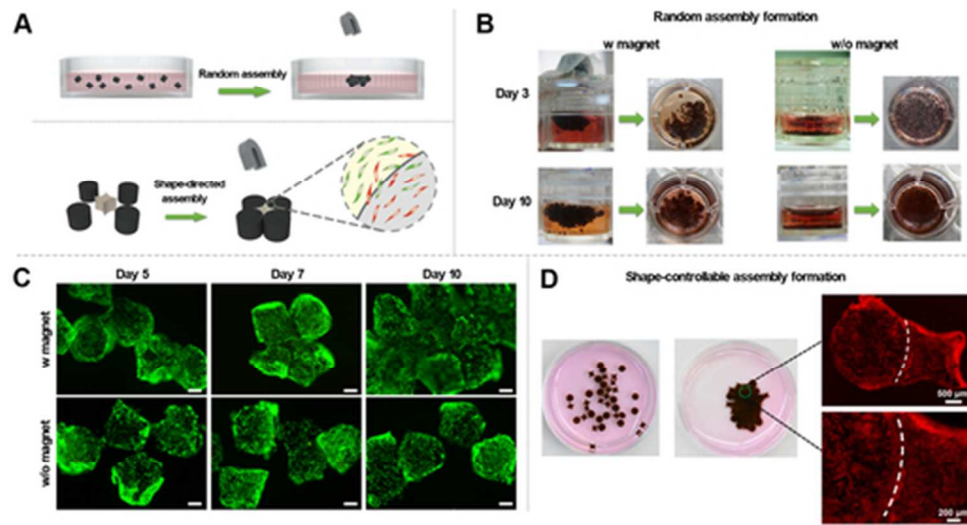 A
Random assembly
Shape-directed
assembly
B
Random assembly formation
w magnet
w/o magnet
Day 3
Day 10
C
Day 5
Day 7
Day 10
w magnet
w/o magnet
D
Shape-controllable assembly formation
500 μm
200 μm